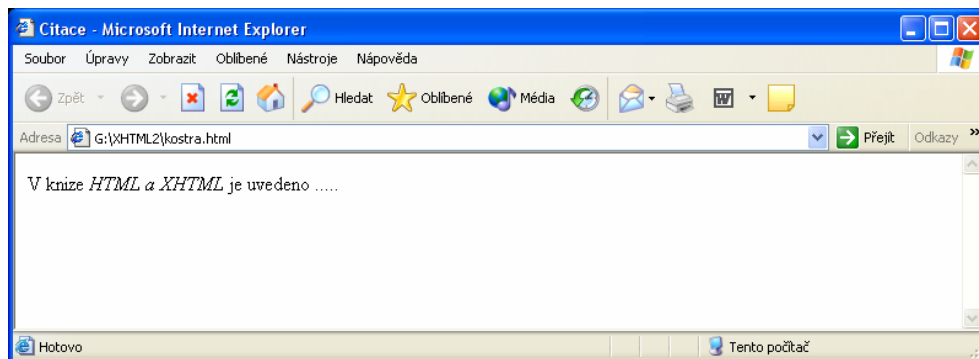 Citace - Microsoft Internet Explorer
Soubor Úpravy Zobrazit Oblíbené Nástroje Nápověda
Zpět Hledat Oblíbené Média W
Adresa G:\XHTML2\kostra.html Přejít Odkazy »
V knize HTML a XHTML je uvedeno .....
Hotovo Tento počítač